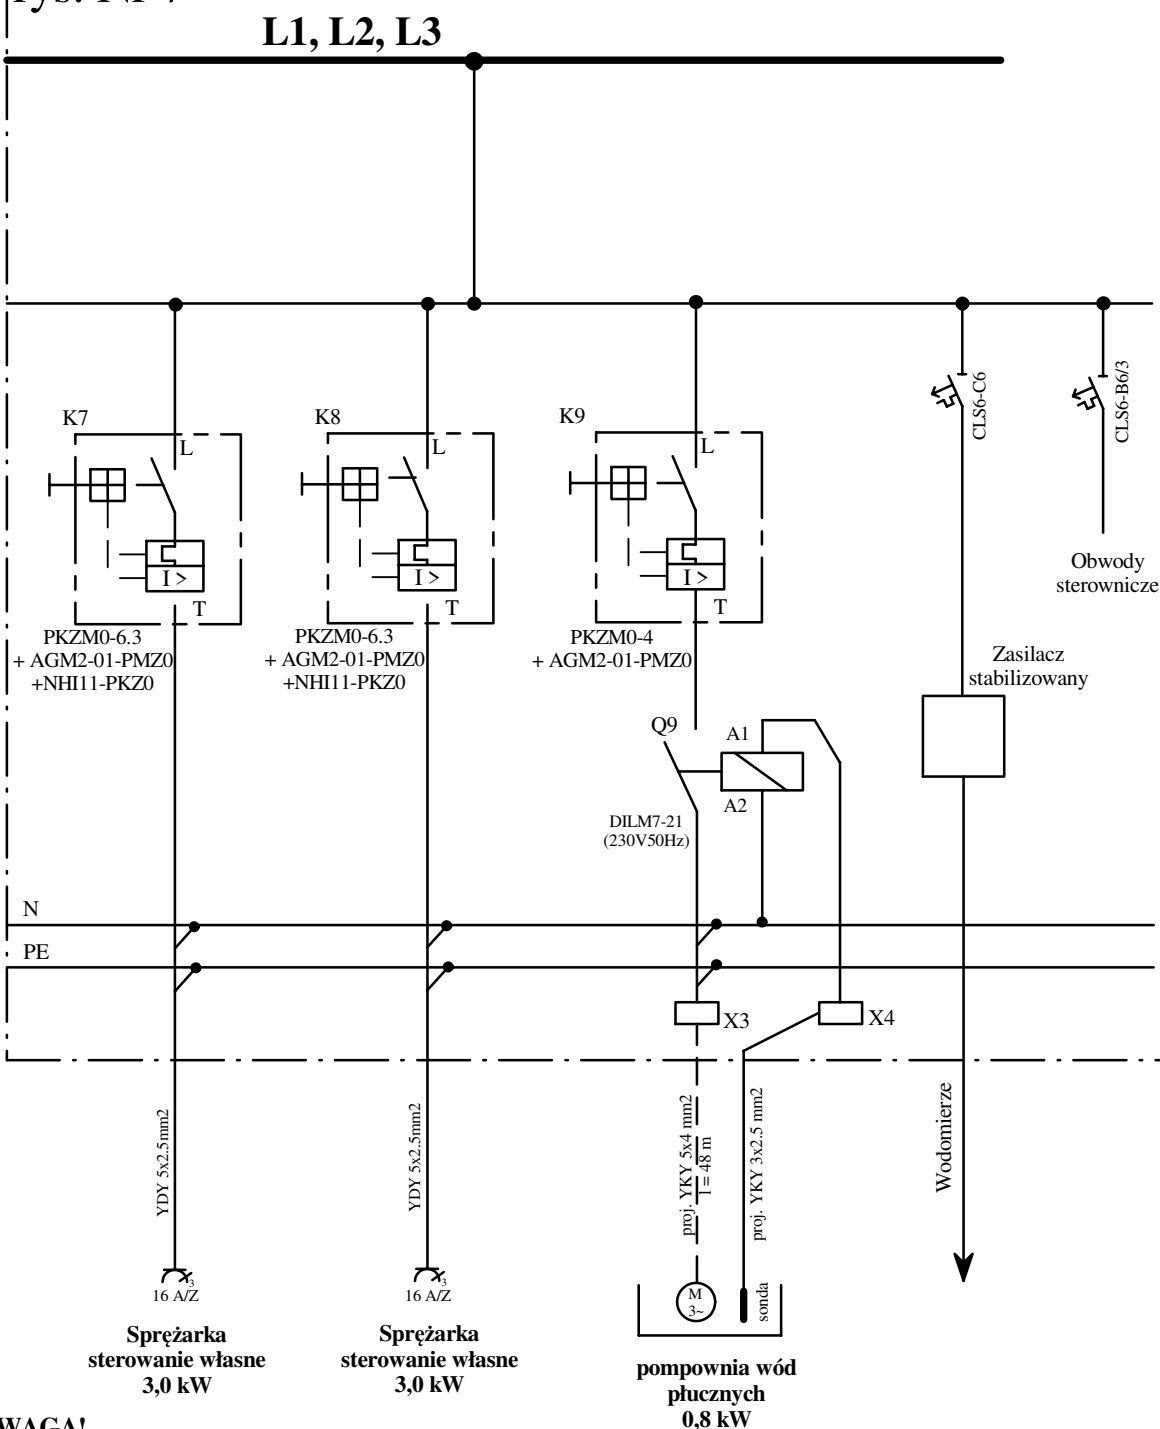 L1, L2, L3
K7
L
I >
T
PKZM0-6.3
+ AGM2-01-PMZ0
+NHI11-PKZ0
K8
L
I >
T
PKZM0-6.3
+ AGM2-01-PMZ0
+NHI11-PKZ0
K9
L
I >
T
PKZM0-4
+ AGM2-01-PMZ0
CLS6-C6
CLS6-B6/3
Obwody
sterownicze
Zasilacz
stabilizowany
Q9
A1
A2
DILM7-21
(230V50Hz)
N
PE
X3
X4
YDY 5x2.5mm2
YDY 5x2.5mm2
proj. YKY 5x4 mm2
l = 48 m
proj. YKY 3x2.5 mm2
Wodomierze
3
16 A/Z
3
16 A/Z
M
3~
sonda
Sprężarka
sterowanie własne
3,0 kW
Sprężarka
sterowanie własne
3,0 kW
pompownia wód
płucznych
0,8 kW